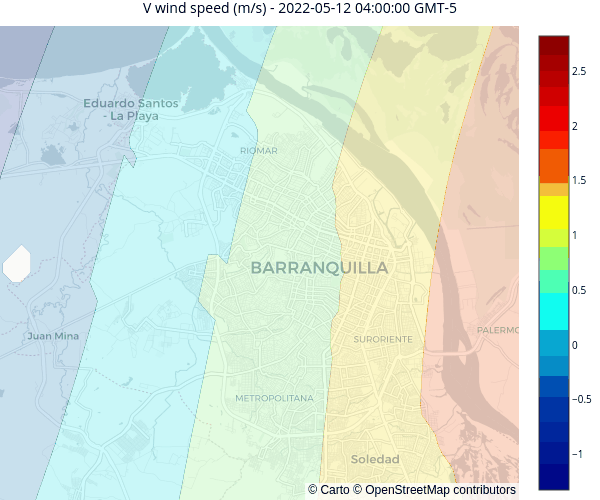 V wind speed (m/s) - 2022-05-12 04:00:00 GMT-5
Eduardo Santos
- La Playa
RIOMAR
BARRANQUILLA
Juan Mina
SURORIENTE
PALERMO
METROPOLITANA
Soledad
© Carto © OpenStreetMap contributors
2.5
2
1.5
1
0.5
0
−0.5
−1